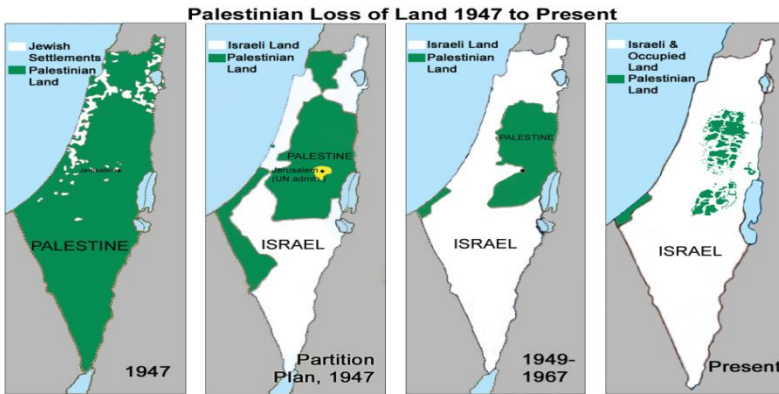 Palestinian Loss of Land 1947 to Present
Jewish
Settlements
Palestinian
Land
Jerusalem
PALESTINE
1947
Israeli Land
Palestinian
Land
PALESTINE
Jerusalem
(UN admin.)
ISRAEL
Partition
Plan, 1947
Israeli Land
Palestinian
Land
PALESTINE
ISRAEL
1949-
1967
Israeli &
Occupied
Land
Palestinian
Land
ISRAEL
Present